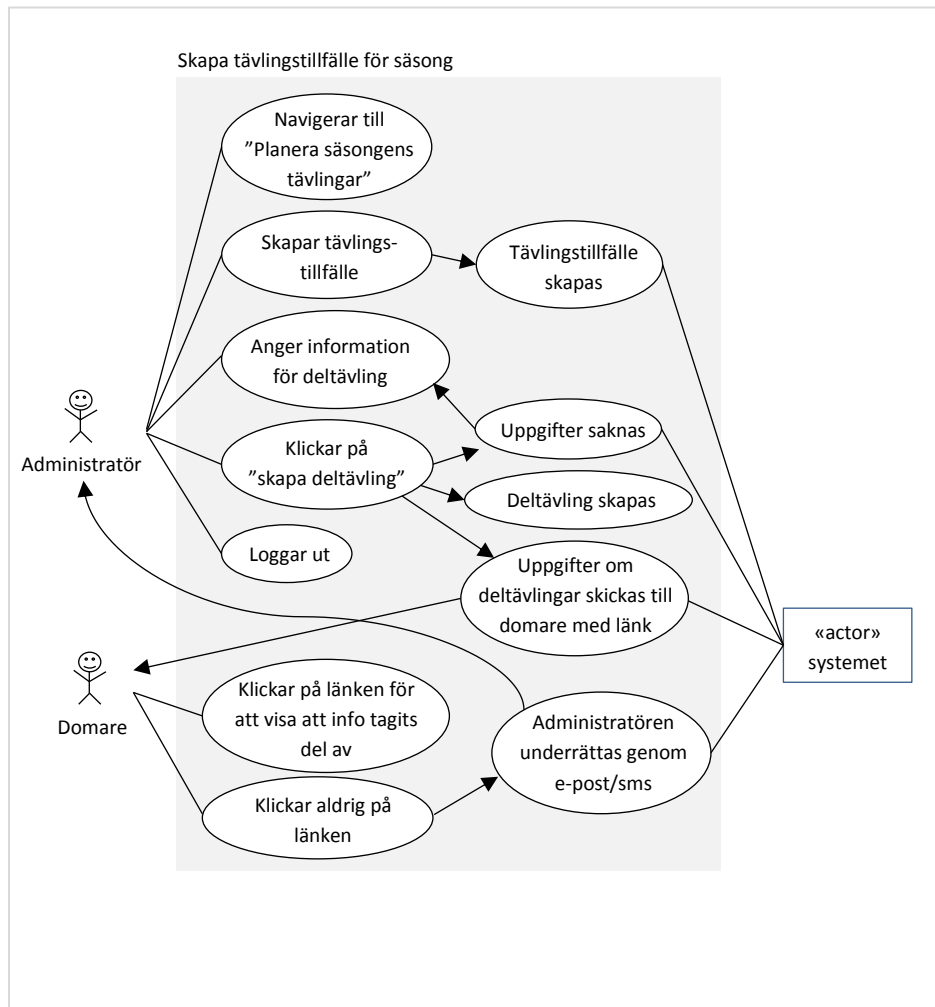 Skapa tävlingstillfälle för säsong
Navigerar till
”Planera säsongens
tävlingar”
Skapar tävlings-
tillfälle
Tävlingstillfälle
skapas
Anger information
för deltävling
Uppgifter saknas
Klickar på
”skapa deltävling”
Administratör
Deltävling skapas
Loggar ut
Uppgifter om
deltävlingar skickas till
domare med länk
«actor»
systemet
Domare
Klickar på länken för
att visa att info tagits
del av
Administratören
underrättas genom
e-post/sms
Klickar aldrig på
länken